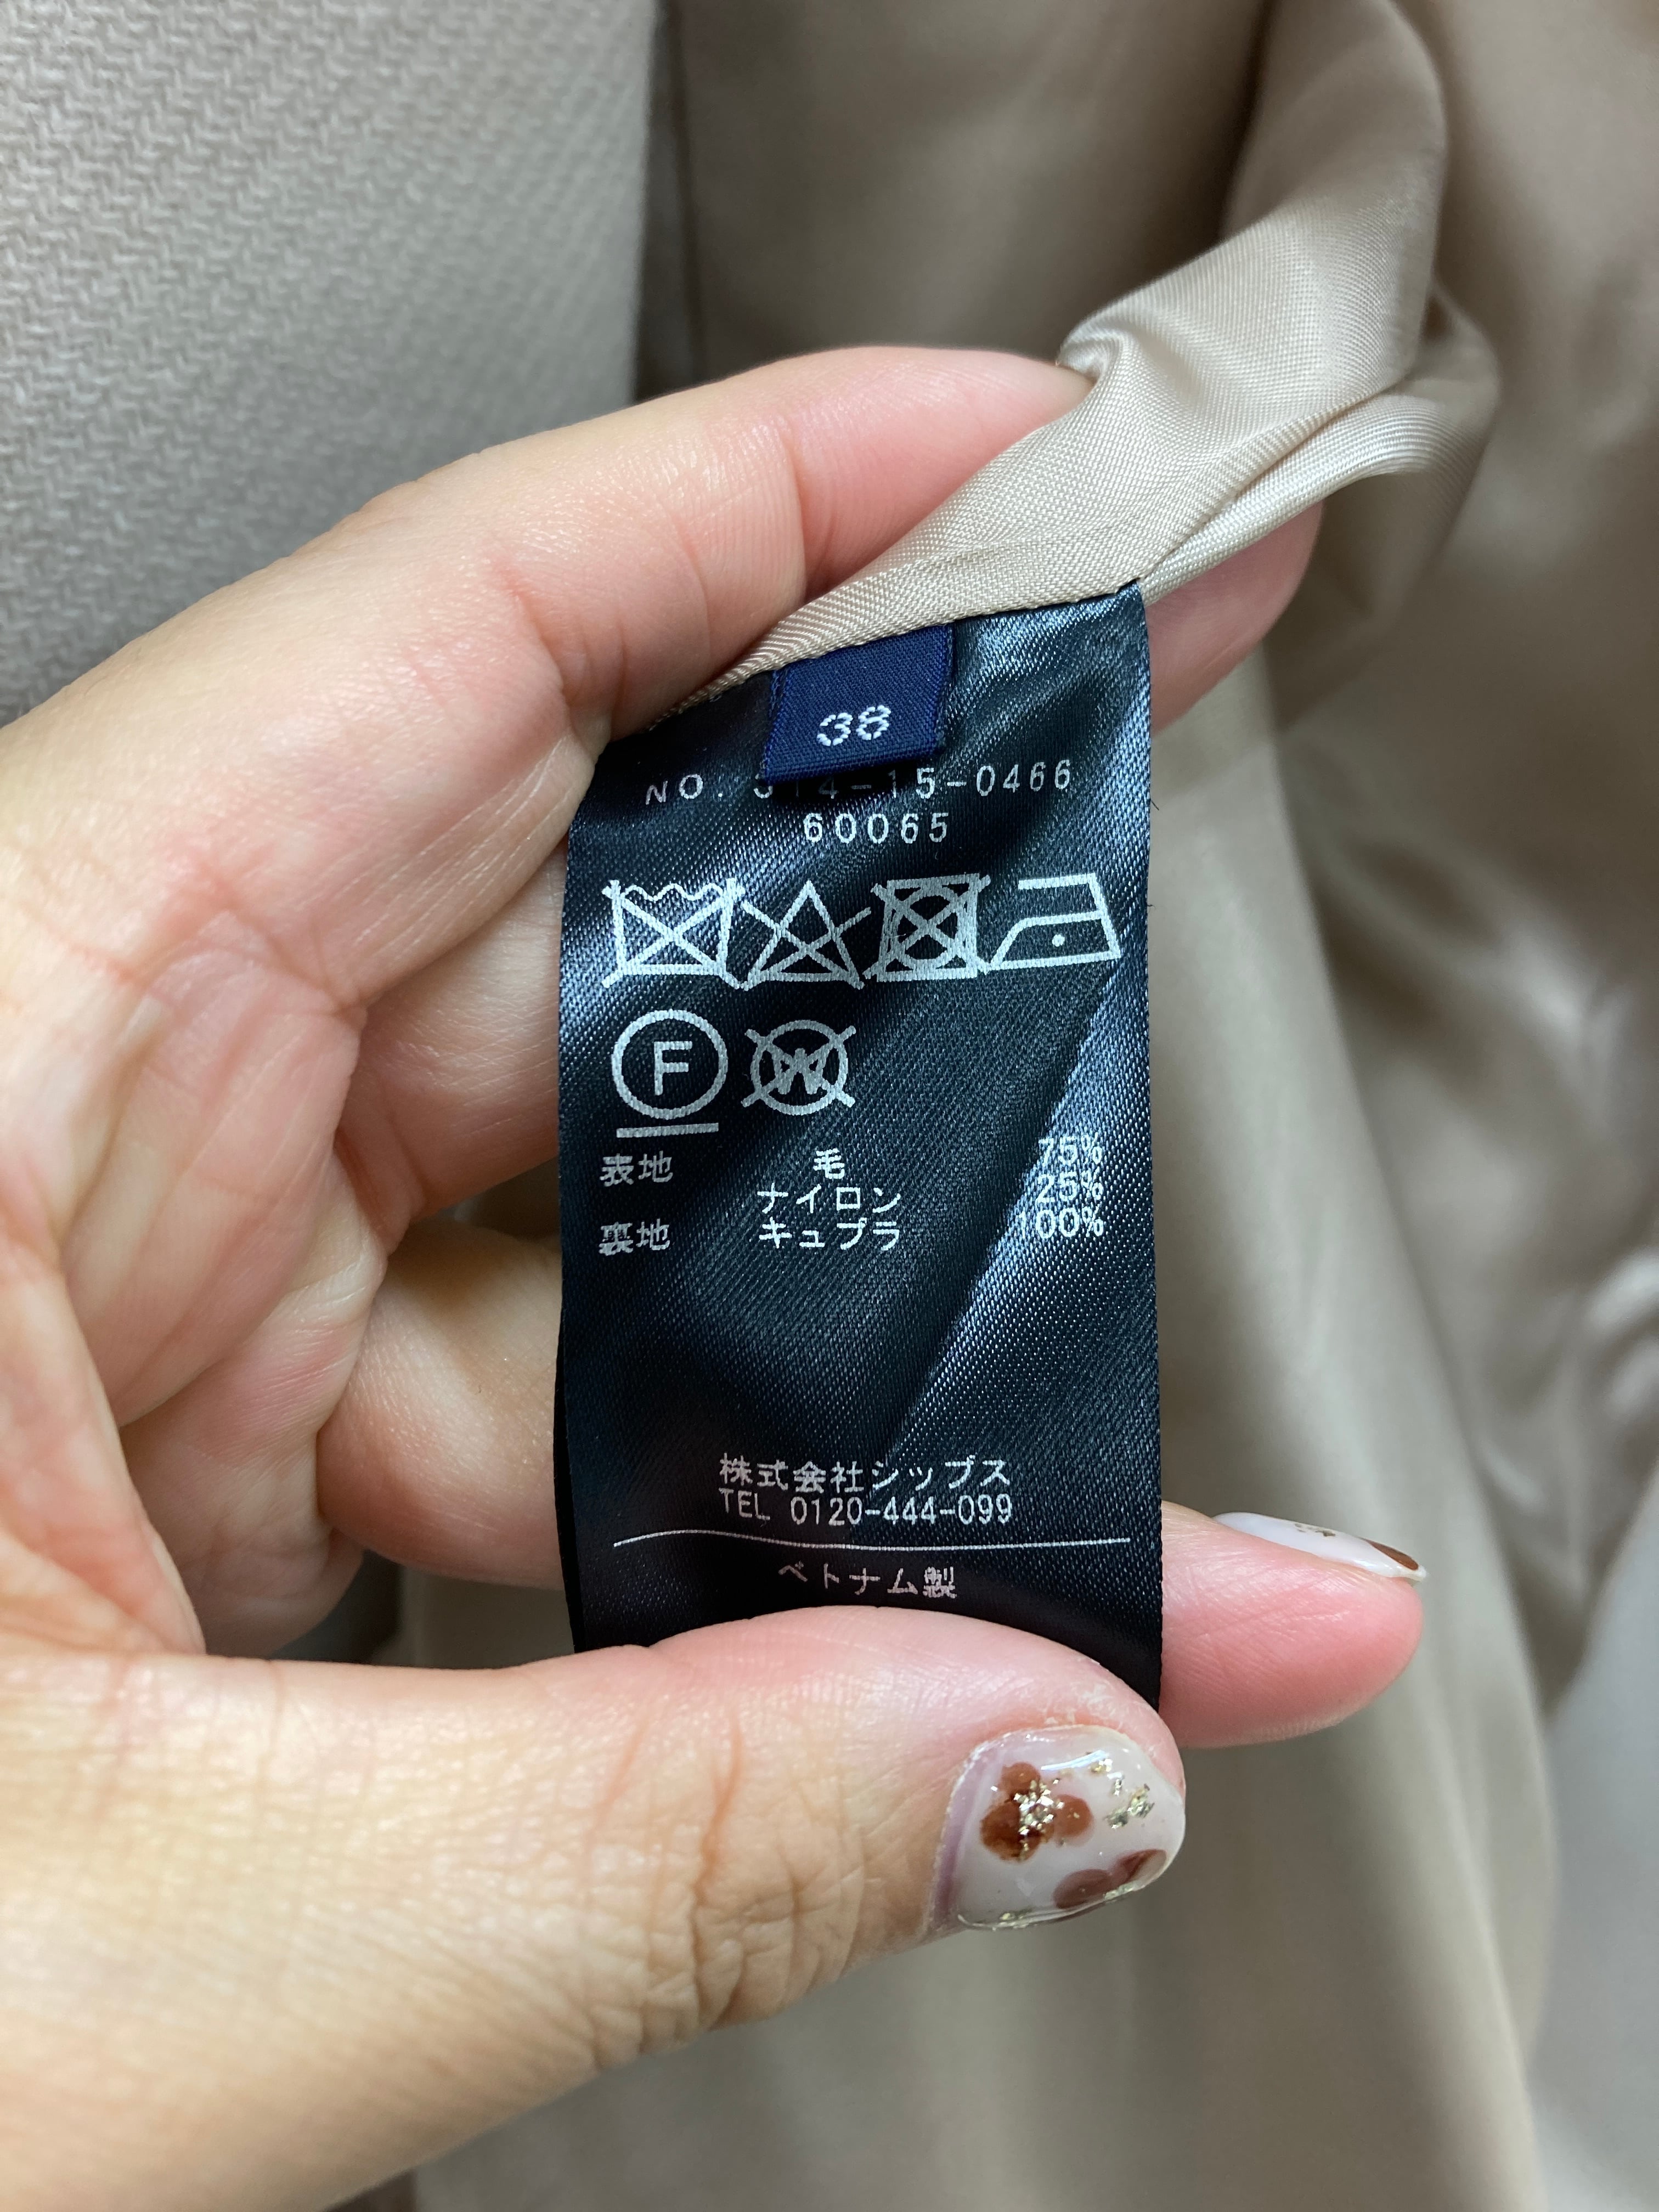 38
NO. 314-15-0466
60065
F W
表地 毛 75%
ナイロン 25%
裏地 キュプラ 100%
株式会社シップス
TEL 0120-444-099
ベトナム製